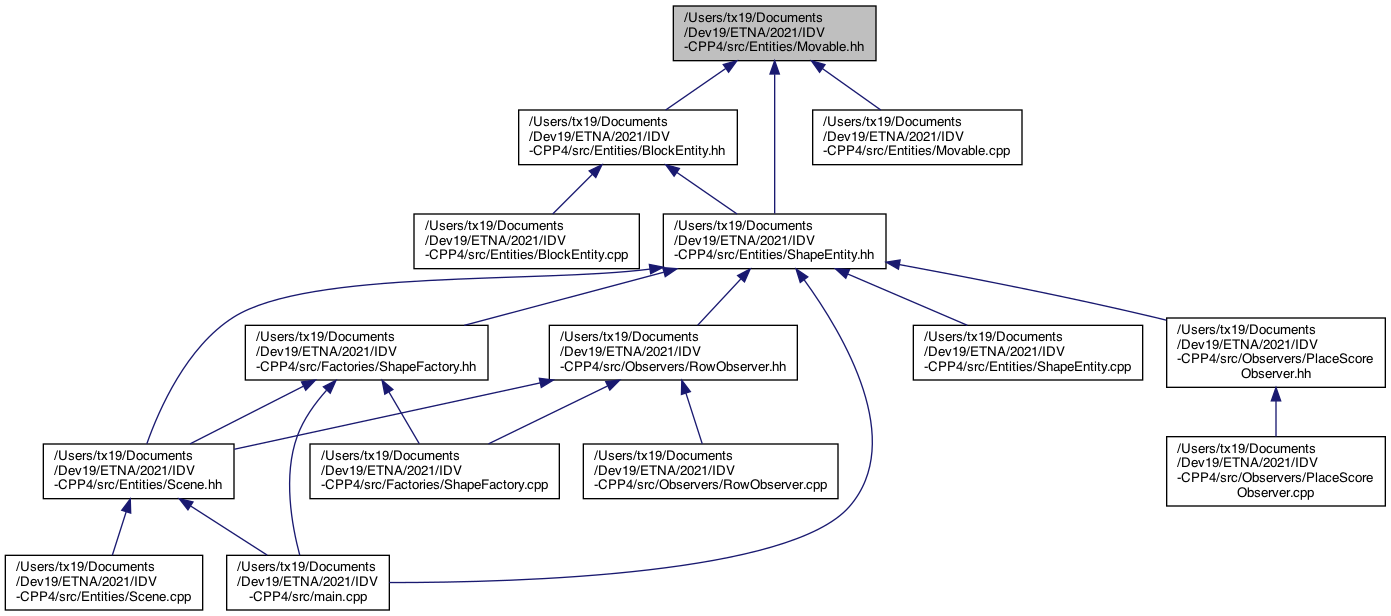 /Users/tx19/Documents
/Dev19/ETNA/2021/IDV
-CPP4/src/Entities/Movable.hh
/Users/tx19/Documents
/Dev19/ETNA/2021/IDV
-CPP4/src/Entities/BlockEntity.hh
/Users/tx19/Documents
/Dev19/ETNA/2021/IDV
-CPP4/src/Entities/Movable.cpp
/Users/tx19/Documents
/Dev19/ETNA/2021/IDV
-CPP4/src/Entities/BlockEntity.cpp
/Users/tx19/Documents
/Dev19/ETNA/2021/IDV
-CPP4/src/Entities/ShapeEntity.hh
/Users/tx19/Documents
/Dev19/ETNA/2021/IDV
-CPP4/src/Factories/ShapeFactory.hh
/Users/tx19/Documents
/Dev19/ETNA/2021/IDV
-CPP4/src/Observers/RowObserver.hh
/Users/tx19/Documents
/Dev19/ETNA/2021/IDV
-CPP4/src/Entities/ShapeEntity.cpp
/Users/tx19/Documents
/Dev19/ETNA/2021/IDV
-CPP4/src/Observers/PlaceScore
Observer.hh
/Users/tx19/Documents
/Dev19/ETNA/2021/IDV
-CPP4/src/Entities/Scene.hh
/Users/tx19/Documents
/Dev19/ETNA/2021/IDV
-CPP4/src/Factories/ShapeFactory.cpp
/Users/tx19/Documents
/Dev19/ETNA/2021/IDV
-CPP4/src/Observers/RowObserver.cpp
/Users/tx19/Documents
/Dev19/ETNA/2021/IDV
-CPP4/src/Observers/PlaceScore
Observer.cpp
/Users/tx19/Documents
/Dev19/ETNA/2021/IDV
-CPP4/src/Entities/Scene.cpp
/Users/tx19/Documents
/Dev19/ETNA/2021/IDV
-CPP4/src/main.cpp